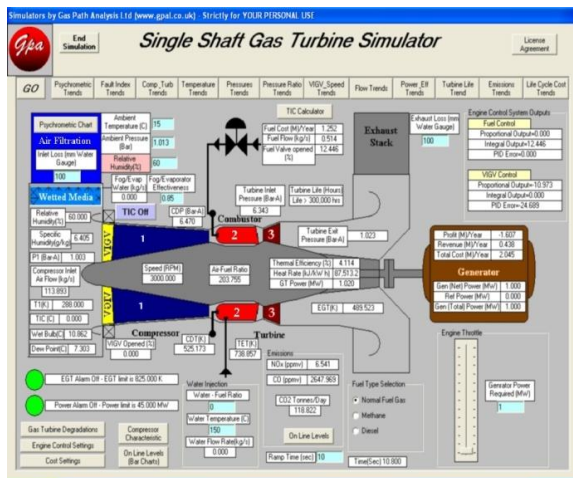 Simulators by Gas Path Analysis Ltd (www.gpal.co.uk) - Strictly for YOUR PERSONAL USE
Gpa
End Simulation
Single Shaft Gas Turbine Simulator
License Agreement
GO
Psychrometric Trends
Fault Index Trends
Comp_Turb Trends
Temperature Trends
Pressures Trends
Pressure Ratio Trends
VIGV_Speed Trends
Flow Trends
Power_Eff Trends
Turbine Life Trend
Emissions Trends
Life Cycle Cost Trends
Psychrometric Chart
Air Filtration
Inlet Loss (mm Water Gauge)
100
Wetted Media
Ambient Temperature (C) 15
Ambient Pressure (Bar) 1.013
Relative Humidity(%) 60
Fog/Evap Water (kg/s) 0.000
Fog/Evaporator Effectiveness 0.85
TIC Off
TIC Calculator
Fuel Cost (M)/Year 1.252
Fuel Flow (kg/s) 0.514
Fuel Valve opened (%) 12.446
Exhaust Stack
Exhaust Loss (mm Water Gauge)
100
Engine Control System Outputs
Fuel Control
Proportional Output=0.000
Integral Output=12.446
PID Error=0.000
VIGV Control
Proportional Output=-10.973
Integral Output=0.000
PID Error=-24.689
Relative Humidity(%) 60.000
Specific Humidity(g/kg) 6.405
P1 (Bar-A) 1.003
Compressor Inlet Air Flow (kg/s)
113.893
T1(K) 288.000
TIC (C) 0.000
Wet Bulb(C) 10.862
Dew Point(C) 7.303
VIGV
VIGV
CDP (Bar-A)
6.470
Combustor
Turbine Inlet Pressure (Bar-A)
6.343
Turbine Life (Hours)
Life > 300,000 hrs
1
2
3
Turbine Exit Pressure (Bar-A) 1.023
Speed (RPM)
3000.000
Air-Fuel Ratio
203.755
Thermal Efficiency (%) 4.114
Heat Rate (kJ/kW h) 87,513.2
GT Power (MW) 1.020
1
2
3
EGT(K) 489.523
Profit (M)/Year -1.607
Revenue (M)/Year 0.438
Total Cost (M)/Year 2.045
Generator
Gen (Net) Power (MW) 1.000
Ref Power (MW) 0.000
Gen (Total) Power (MW) 1.000
VIGV Opened (%)
0.000
Compressor
CDT(K)
525.173
Turbine
TET(K)
738.857
EGT Alarm Off - EGT limit is 825.000 K
Power Alarm Off - Power limit is 45.000 MW
Water Injection
Water - Fuel Ratio
0
Water Temperature (C)
150
Water Flow Rate(kg/s)
0.000
Emissions
NOx (ppmv) 6.541
CO (ppmv) 2647.969
CO2 Tonnes/Day
118.822
On Line Levels
Fuel Type Selection
Normal Fuel Gas
Methane
Diesel
Engine Throttle
Generator Power Required (MW)
1
Gas Turbine Degradations
Engine Control Settings
Cost Settings
Compressor Characteristic
On Line Levels (Bar Charts)
Ramp Time (sec) 10
Time(Sec) 10.800